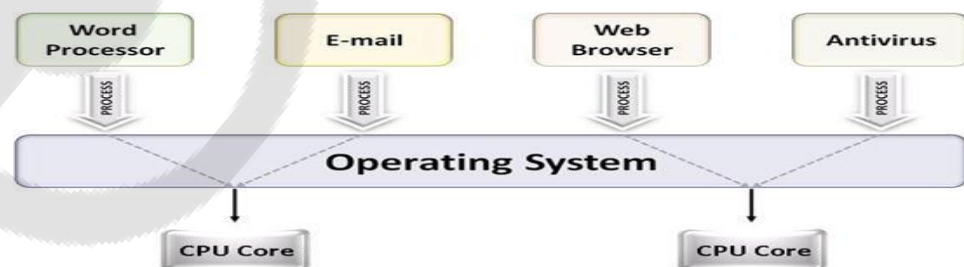 Word
Processor
E-mail
Web
Browser
Antivirus
PROCESS
PROCESS
PROCESS
PROCESS
Operating System
CPU Core
CPU Core